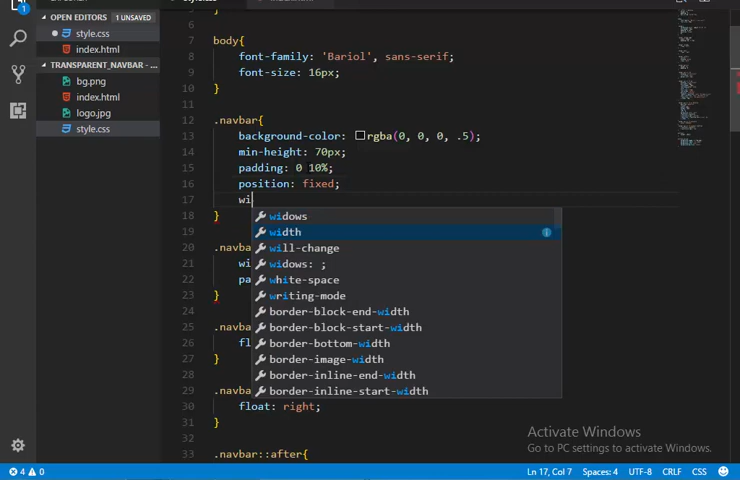 1
OPEN EDITORS 1 UNSAVED
style.css
index.html
TRANSPARENT_NAVBAR - ...
bg.png
index.html
logo.jpg
style.css
6
7 body{
8 font-family: 'Bariol', sans-serif;
9 font-size: 16px;
10 }
11
12 .navbar{
13 background-color: rgba(0, 0, 0, .5);
14 min-height: 70px;
15 padding: 0 10%;
16 position: fixed;
17 wi
widows
18 }
19
width
20 .navba
will-change
21 wi
widows: ;
22 pa
white-space
23 }
writing-mode
24
border-block-end-width
25 .navba
border-block-start-width
26 fl
border-bottom-width
27 }
border-image-width
28
border-inline-end-width
29 .navba
border-inline-start-width
30 float: right;
31 }
32
33 .navbar::after{
Activate Windows
Go to PC settings to activate Windows.
4 0 Ln 17, Col 7 Spaces: 4 UTF-8 CRLF CSS